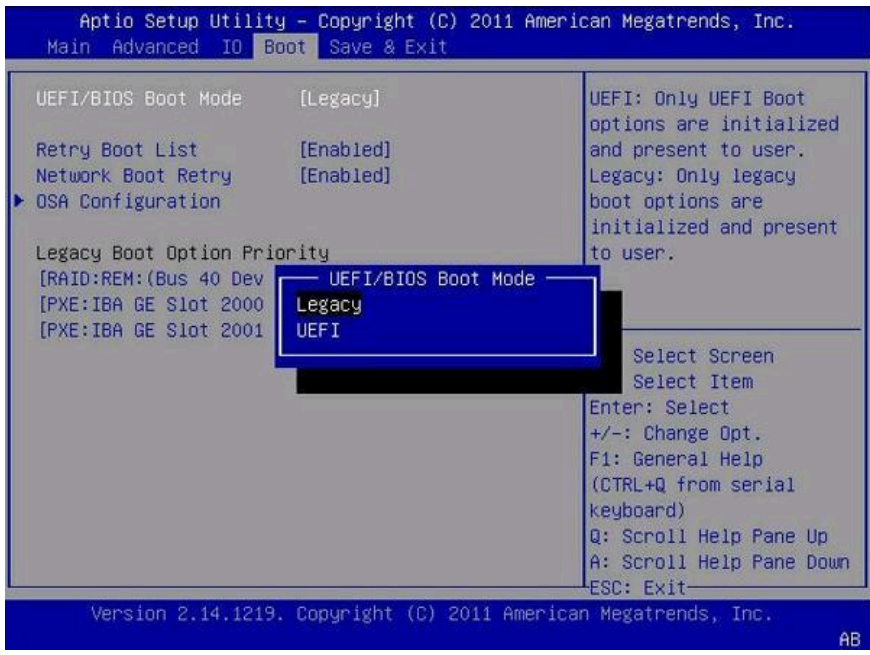 Aptio Setup Utility – Copyright (C) 2011 American Megatrends, Inc.
Main Advanced IO Boot Save & Exit
UEFI/BIOS Boot Mode [Legacy]
Retry Boot List [Enabled]
Network Boot Retry [Enabled]
OSA Configuration
Legacy Boot Option Priority
[RAID:REM:(Bus 40 Dev
[PXE:IBA GE Slot 2000
[PXE:IBA GE Slot 2001
UEFI/BIOS Boot Mode
Legacy
UEFI
UEFI: Only UEFI Boot
options are initialized
and present to user.
Legacy: Only legacy
boot options are
initialized and present
to user.
Select Screen
Select Item
Enter: Select
+/-: Change Opt.
F1: General Help
(CTRL+Q from serial
keyboard)
Q: Scroll Help Pane Up
A: Scroll Help Pane Down
ESC: Exit
Version 2.14.1219. Copyright (C) 2011 American Megatrends, Inc.
AB